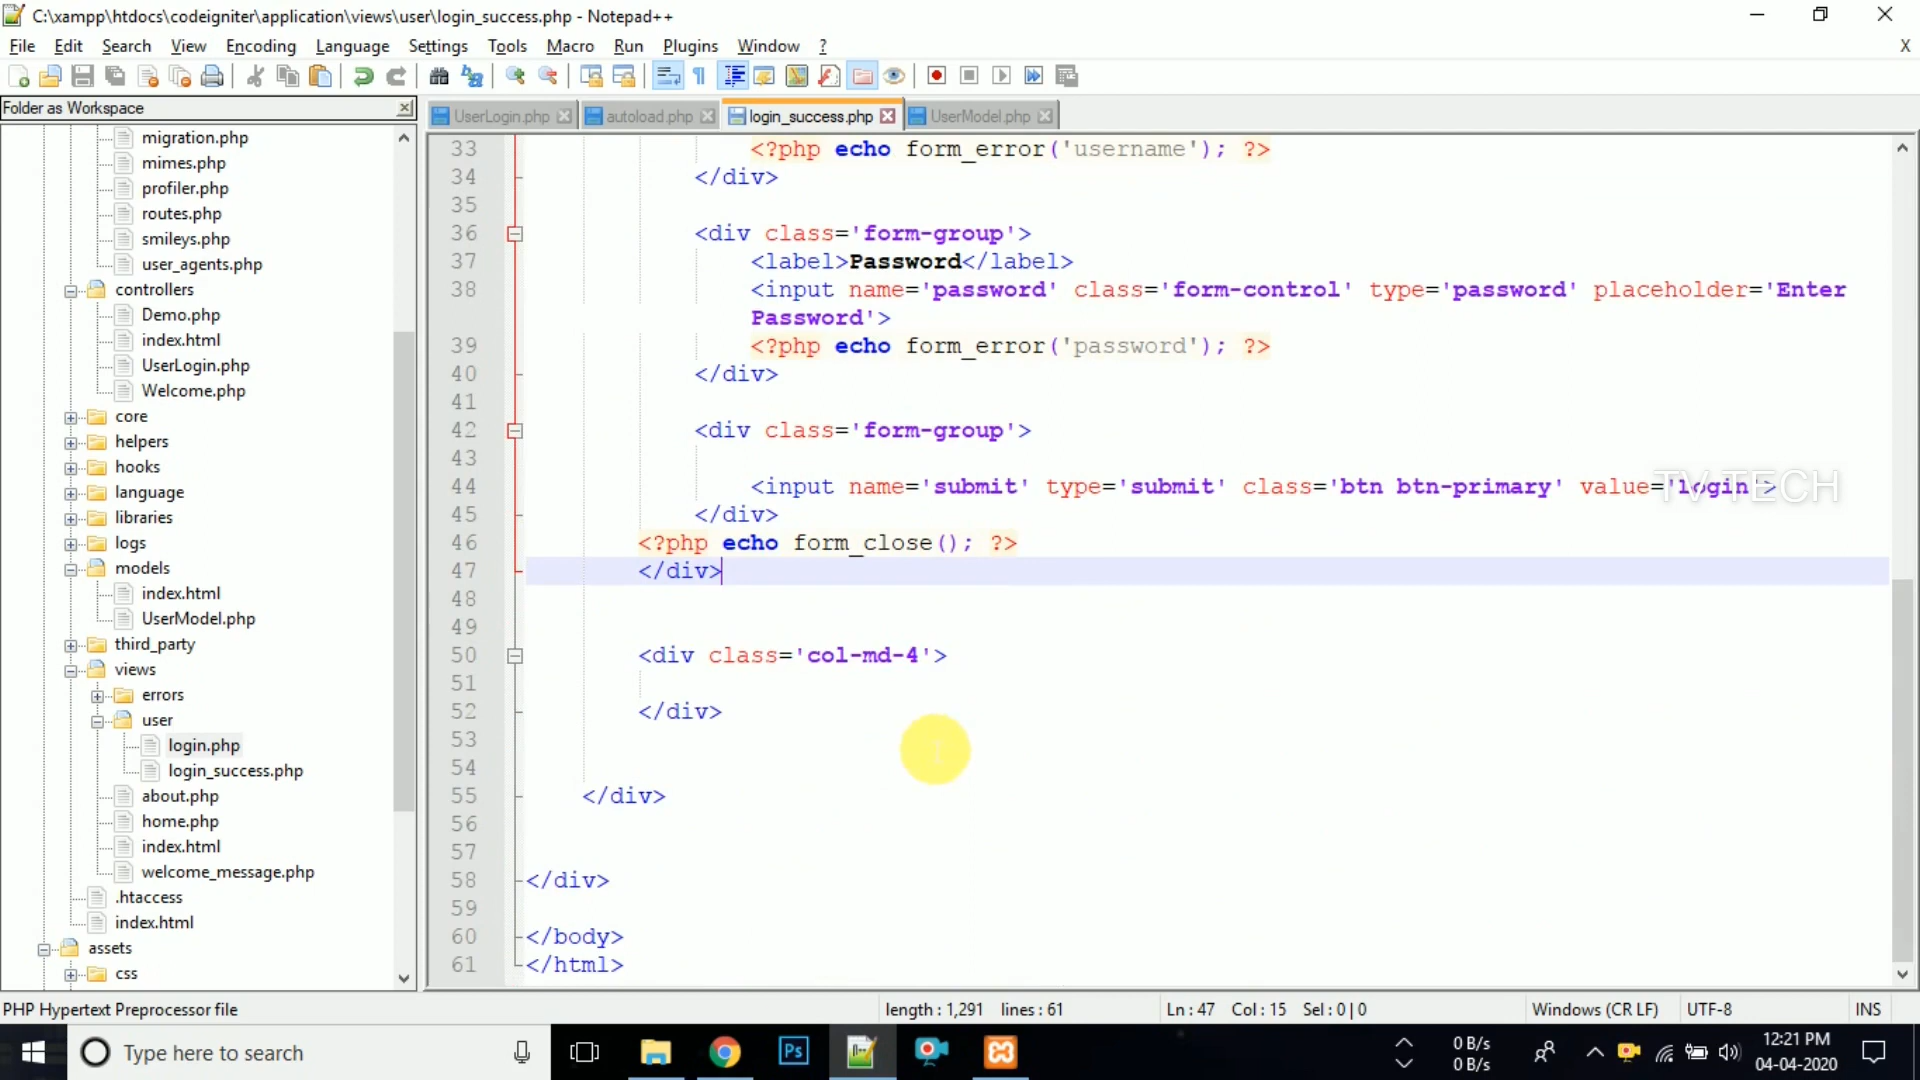 C:\xampp\htdocs\codeigniter\application\views\user\login_success.php - Notepad++
File Edit Search View Encoding Language Settings Tools Macro Run Plugins Window ? X
Folder as Workspace
UserLogin.php autoload.php login_success.php UserModel.php
migration.php
mimes.php
profiler.php
routes.php
smileys.php
user_agents.php
controllers
Demo.php
index.html
UserLogin.php
Welcome.php
core
helpers
hooks
language
libraries
logs
models
index.html
UserModel.php
third_party
views
errors
user
login.php
login_success.php
about.php
home.php
index.html
welcome_message.php
.htaccess
index.html
assets
css
33 <?php echo form_error('username'); ?>
34 </div>
35
36 <div class='form-group'>
37 <label>Password</label>
38 <input name='password' class='form-control' type='password' placeholder='Enter
Password'>
39 <?php echo form_error('password'); ?>
40 </div>
41
42 <div class='form-group'>
43
44 <input name='submit' type='submit' class='btn btn-primary' value='login'>
45 </div>
46 <?php echo form_close(); ?>
47 </div>
48
49
50 <div class='col-md-4'>
51
52 </div>
53
54
55 </div>
56
57
58 </div>
59
60 </body>
61 </html>
TV TECH
PHP Hypertext Preprocessor file length : 1,291 lines : 61 Ln : 47 Col : 15 Sel : 0 | 0 Windows (CR LF) UTF-8 INS
Type here to search
Ps
0 B/s
0 B/s
12:21 PM
04-04-2020